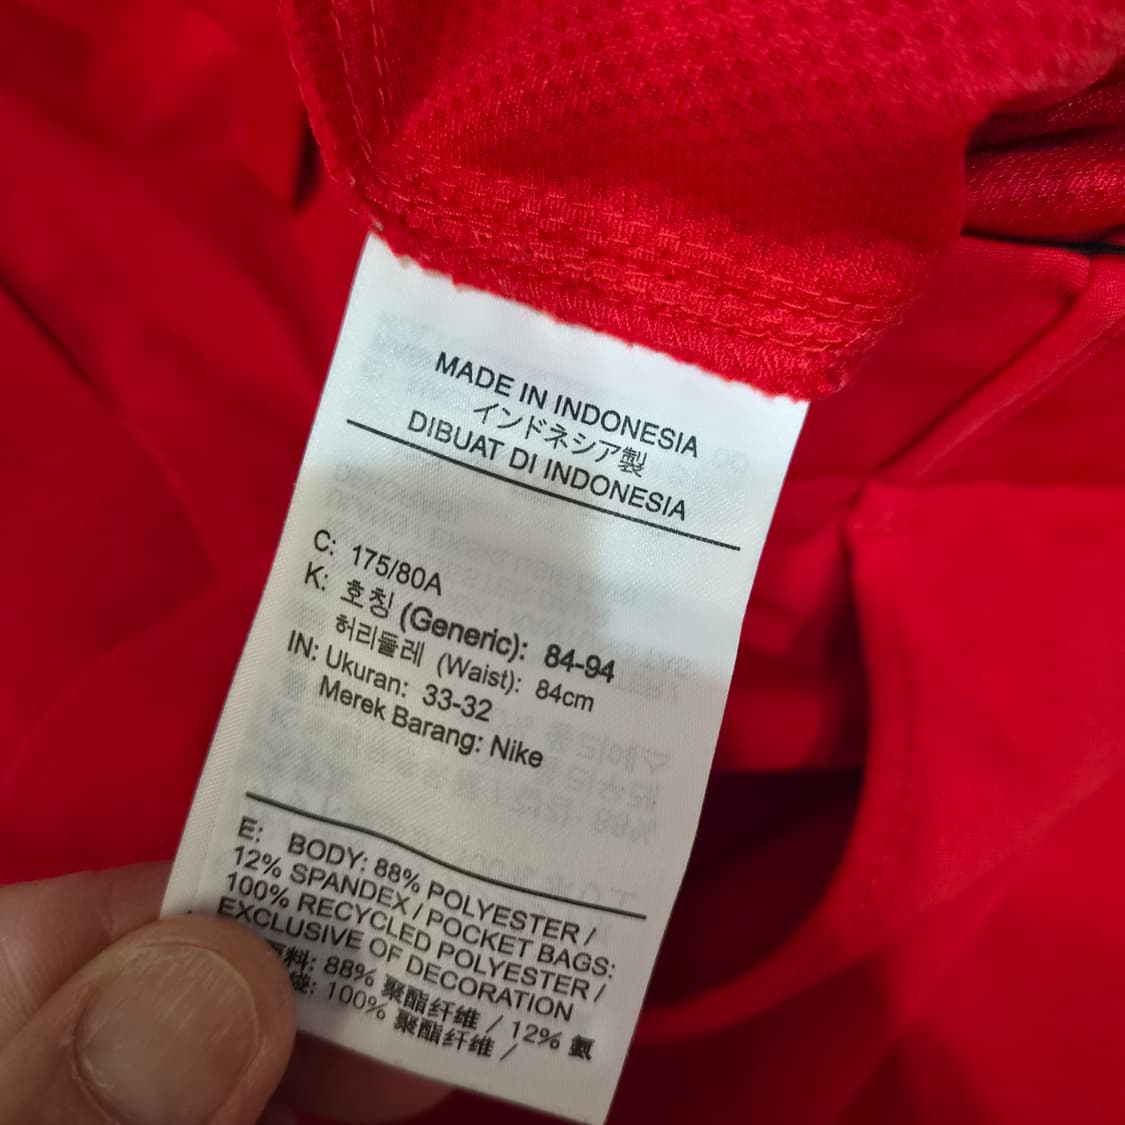 MADE IN INDONESIA
インドネシア製
DIBUAT DI INDONESIA
C: 175/80A
K: 호칭 (Generic): 84-94
허리둘레 (Waist): 84cm
IN: Ukuran: 33-32
Merek Barang: Nike
E: BODY: 88% POLYESTER /
12% SPANDEX / POCKET BAGS:
100% RECYCLED POLYESTER /
EXCLUSIVE OF DECORATION
料: 88% 聚酯纤维 / 12% 氨
袋: 100% 聚酯纤维 /